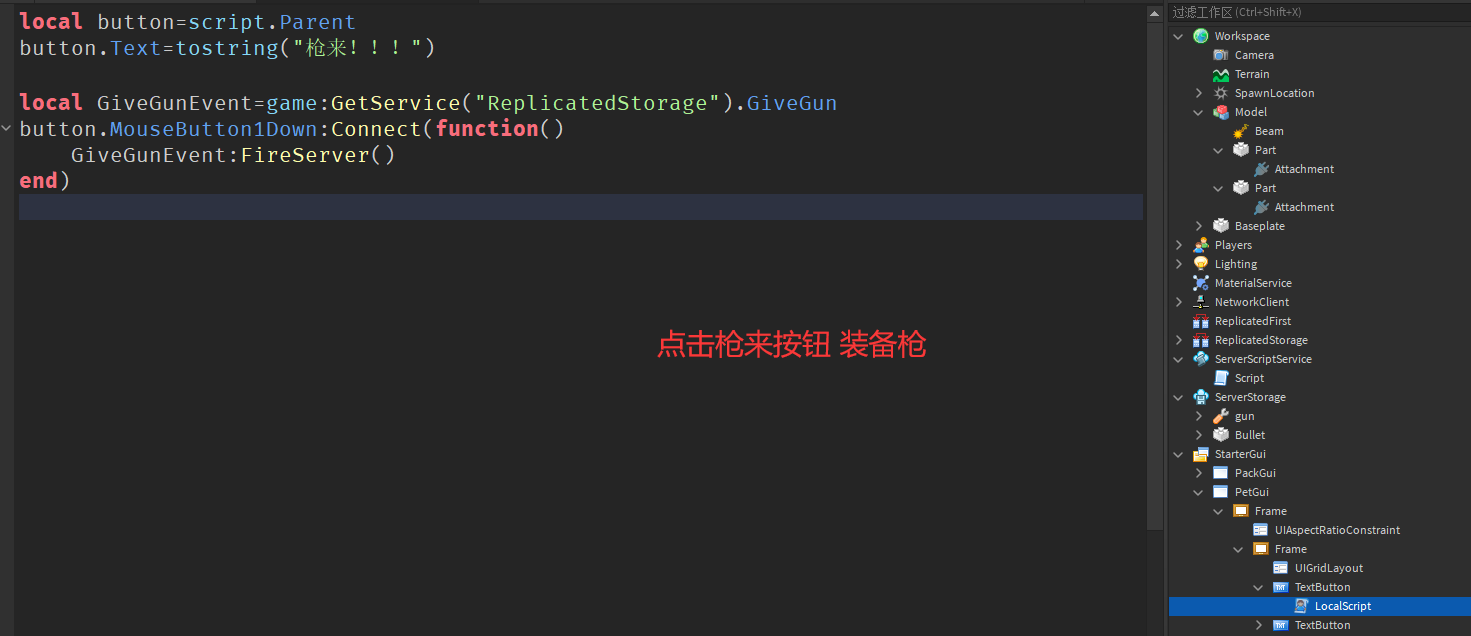 local button=script.Parent
button.Text=tostring("枪来!!!")
local GiveGunEvent=game:GetService("ReplicatedStorage").GiveGun
button.MouseButton1Down:Connect(function()
GiveGunEvent:FireServer()
end)
点击枪来按钮 装备枪
过滤工作区 (Ctrl+Shift+X)
Workspace
Camera
Terrain
SpawnLocation
Model
Beam
Part
Attachment
Part
Attachment
Baseplate
Players
Lighting
MaterialService
NetworkClient
ReplicatedFirst
ReplicatedStorage
ServerScriptService
Script
ServerStorage
gun
Bullet
StarterGui
PackGui
PetGui
Frame
UIAspectRatioConstraint
Frame
UIGridLayout
TextButton
LocalScript
TextButton